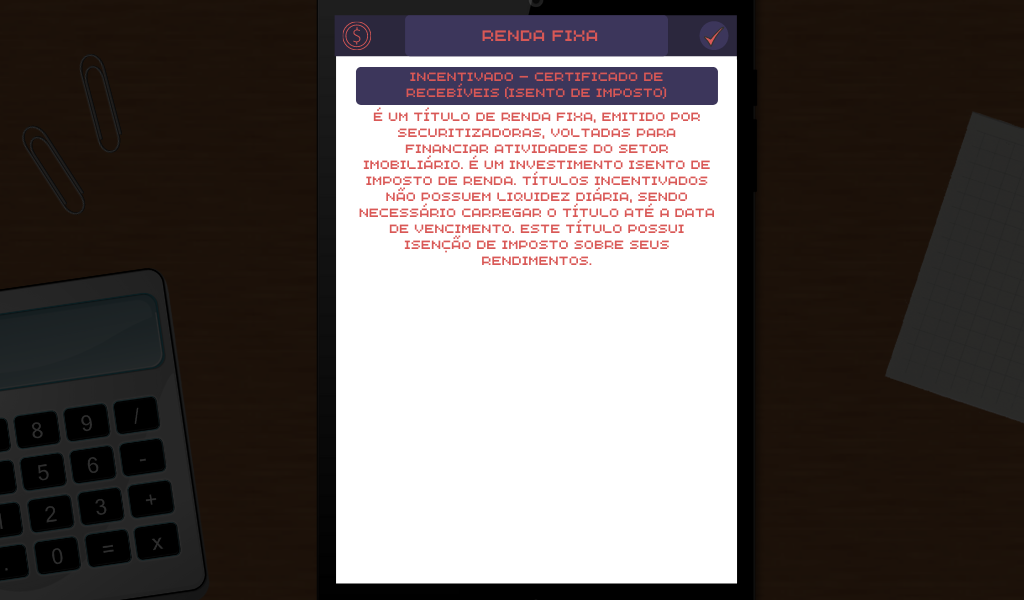 RENDA FIXA
INCENTIVADO - CERTIFICADO DE
RECEBÍVEIS (ISENTO DE IMPOSTO)
É UM TÍTULO DE RENDA FIXA, EMITIDO POR
SECURITIZADORAS, VOLTADAS PARA
FINANCIAR ATIVIDADES DO SETOR
IMOBILIÁRIO. É UM INVESTIMENTO ISENTO DE
IMPOSTO DE RENDA. TÍTULOS INCENTIVADOS
NÃO POSSUEM LIQUIDEZ DIÁRIA, SENDO
NECESSÁRIO CARREGAR O TÍTULO ATÉ A DATA
DE VENCIMENTO. ESTE TÍTULO POSSUI
ISENÇÃO DE IMPOSTO SOBRE SEUS
RENDIMENTOS.
8 9 /
5 6 -
2 3 +
. 0 = x